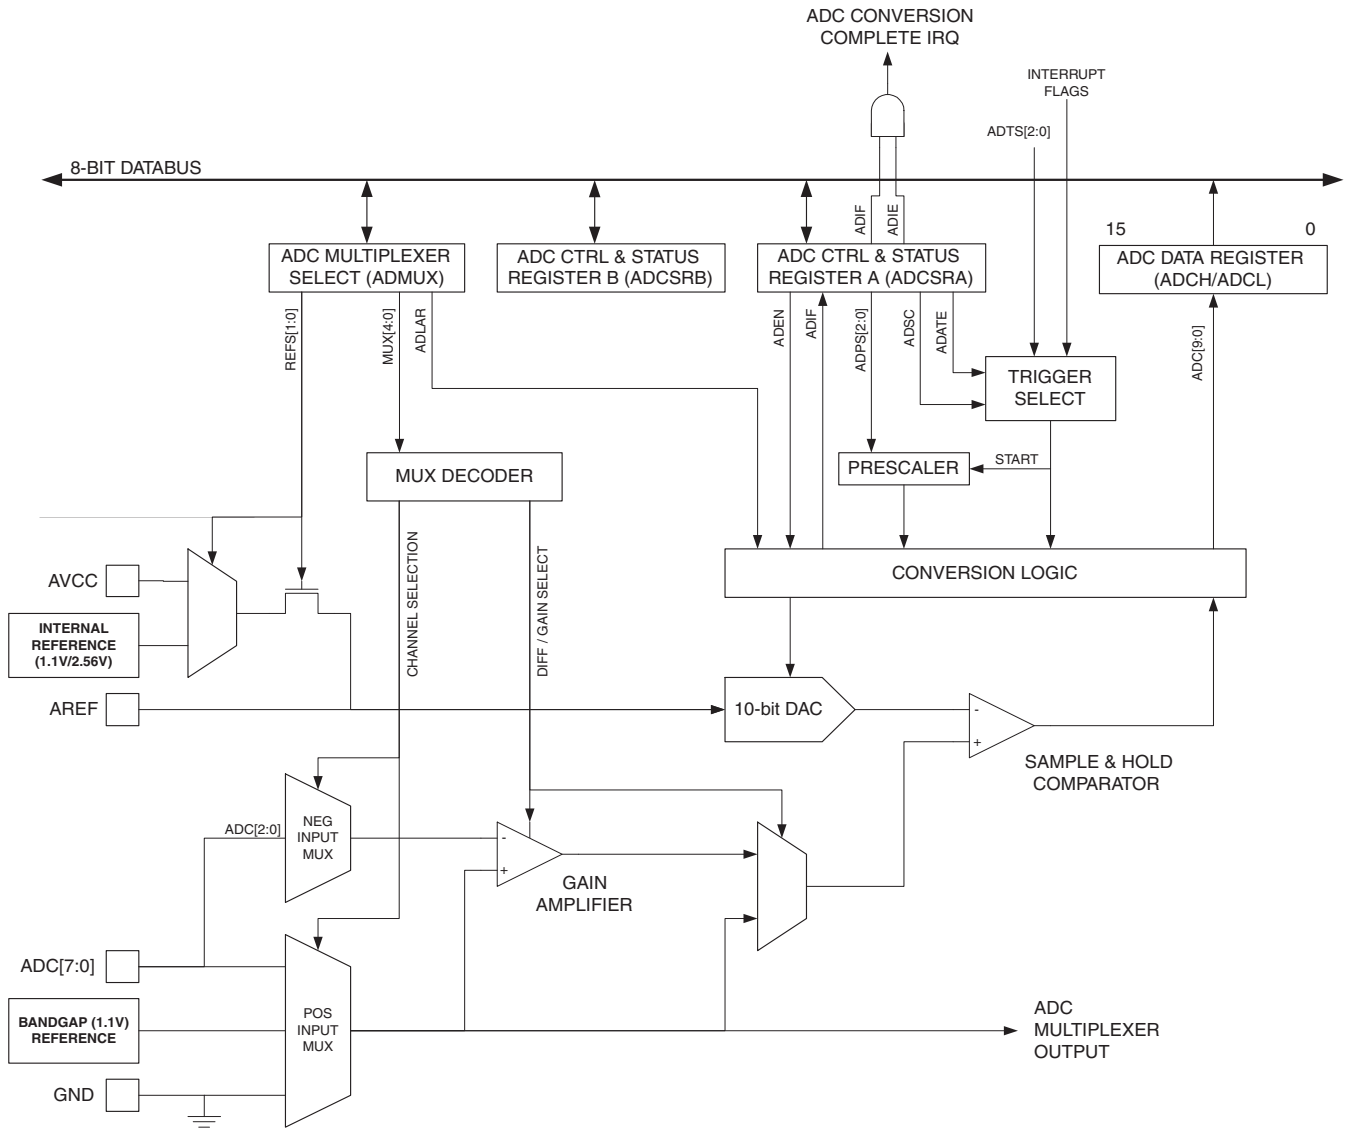 ADC CONVERSION
COMPLETE IRQ
INTERRUPT
FLAGS
ADTS[2:0]
8-BIT DATABUS
ADIF
ADIE
15
0
ADC MULTIPLEXER
SELECT (ADMUX)
ADC CTRL & STATUS
REGISTER B (ADCSRB)
ADC CTRL & STATUS
REGISTER A (ADCSRA)
ADC DATA REGISTER
(ADCH/ADCL)
REFS[1:0]
MUX[4:0]
ADLAR
ADEN
ADIF
ADPS[2:0]
ADSC
ADATE
ADC[9:0]
TRIGGER
SELECT
MUX DECODER
PRESCALER
START
CHANNEL SELECTION
DIFF / GAIN SELECT
CONVERSION LOGIC
AVCC
INTERNAL
REFERENCE
(1.1V/2.56V)
AREF
10-bit DAC
-
+
SAMPLE & HOLD
COMPARATOR
ADC[2:0]
NEG
INPUT
MUX
-
+
GAIN
AMPLIFIER
ADC[7:0]
BANDGAP (1.1V)
REFERENCE
POS
INPUT
MUX
ADC
MULTIPLEXER
OUTPUT
GND